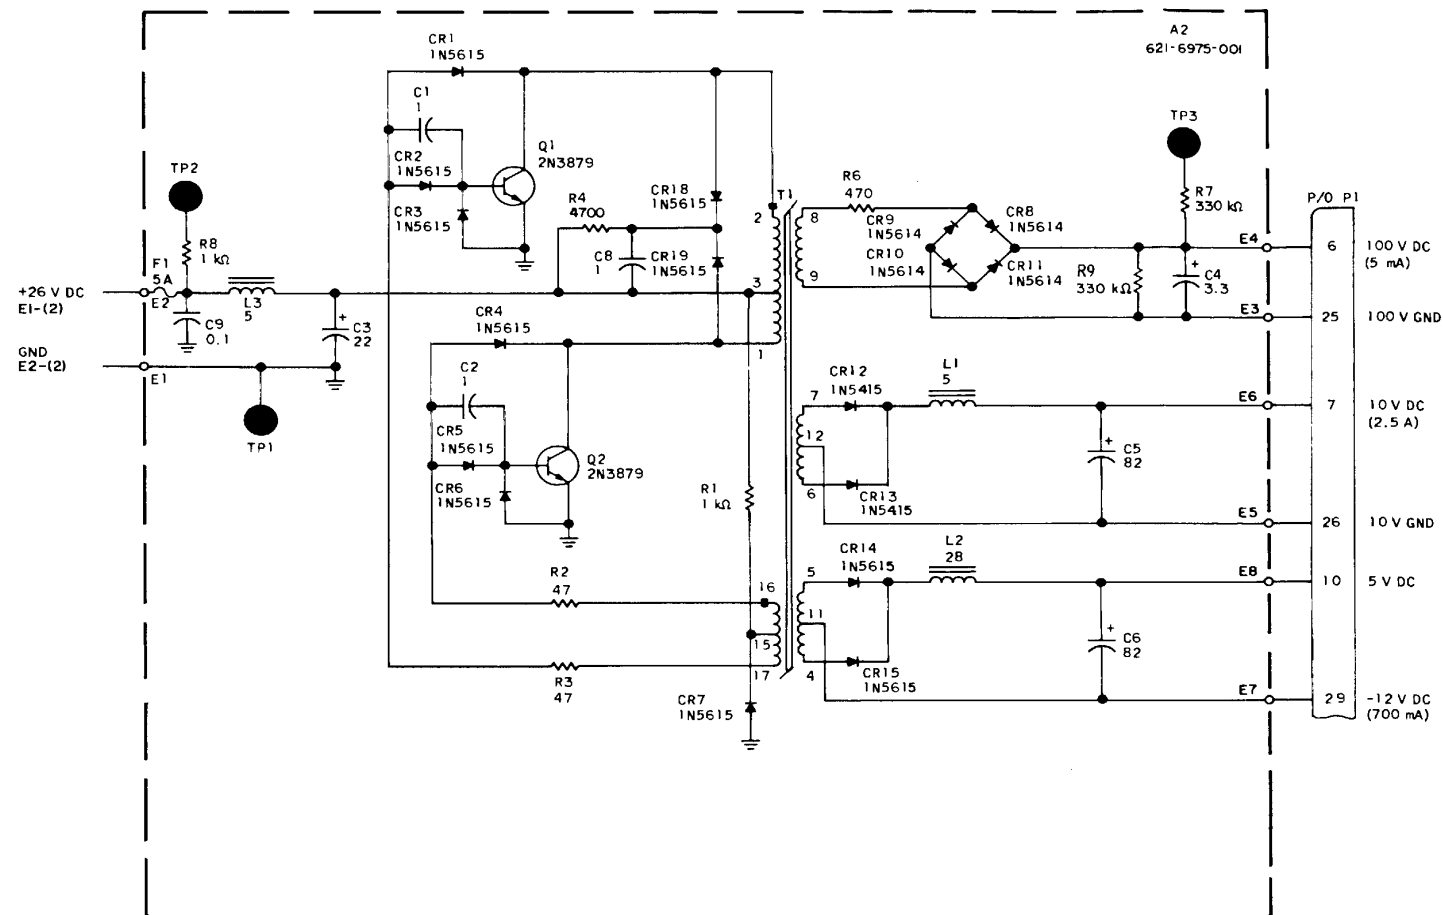 A2
621-6975-001
CR1
1N5615
C1
1
CR2
1N5615
CR3
1N5615
Q1
2N3879
R4
4700
C8
1
CR18
1N5615
CR19
1N5615
T1
2
3
1
TP2
R8
1 kΩ
F1
5A
E2
+26 V DC
E1-(2)
L3
5
C9
0.1
C3
22
+
GND
E2-(2)
E1
TP1
CR4
1N5615
C2
1
CR5
1N5615
CR6
1N5615
Q2
2N3879
R1
1 kΩ
R2
47
R3
47
16
15
17
CR7
1N5615
8
9
R6
470
CR9
1N5614
CR8
1N5614
CR10
1N5614
CR11
1N5614
TP3
R7
330 kΩ
R9
330 kΩ
+
C4
3.3
E4
E3
P/O P1
6
100 V DC
(5 mA)
25
100 V GND
7
12
6
CR12
1N5415
CR13
1N5415
L1
5
+
C5
82
E6
E5
7
10 V DC
(2.5 A)
26
10 V GND
5
11
4
CR14
1N5615
CR15
1N5615
L2
28
+
C6
82
E8
E7
10
5 V DC
29
-12 V DC
(700 mA)